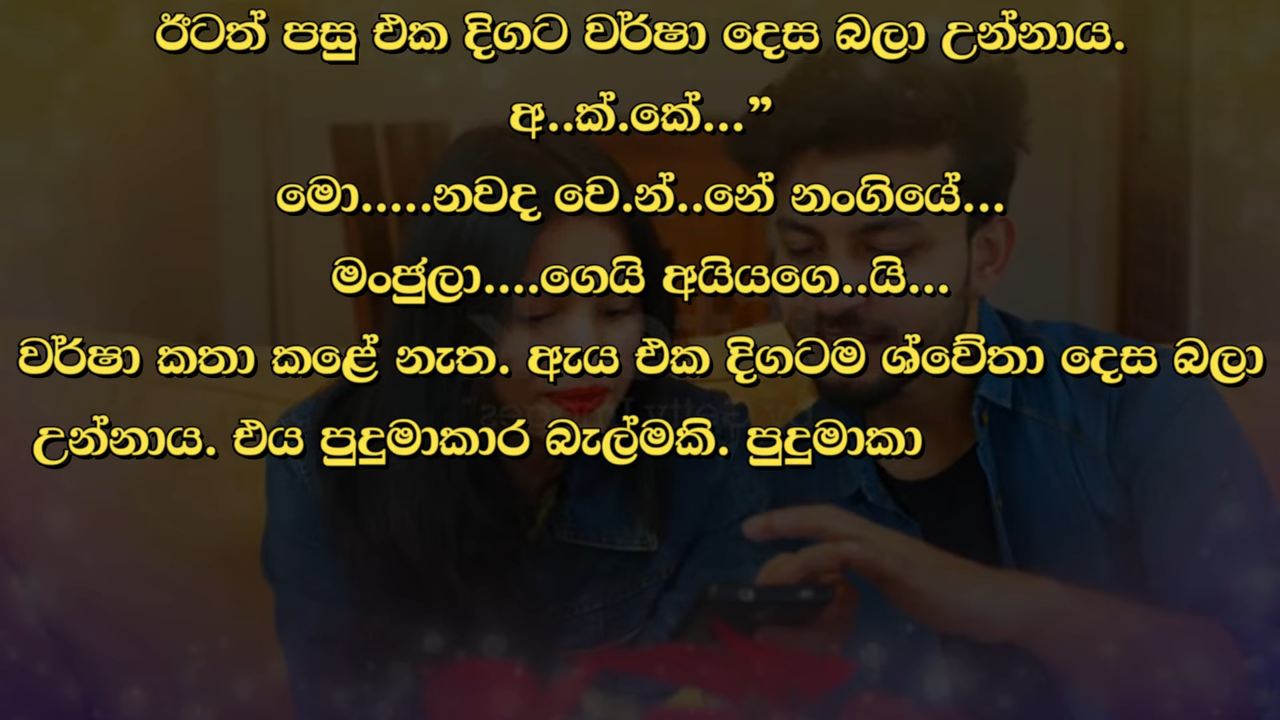 ඊටත් පසු එක දිගට වර්ෂා දෙස බලා උන්නාය.
අ..ක්.කේ...”
මො.....නවද වෙ.න්..නේ නංගියේ...
මංජුලා....ගෙයි අයියගෙ..යි...
වර්ෂා කතා කළේ නැත. ඇය එක දිගටම ශ්වේතා දෙස බලා
උන්නාය. එය පුදුමාකාර බැල්මකි. පුදුමාකා